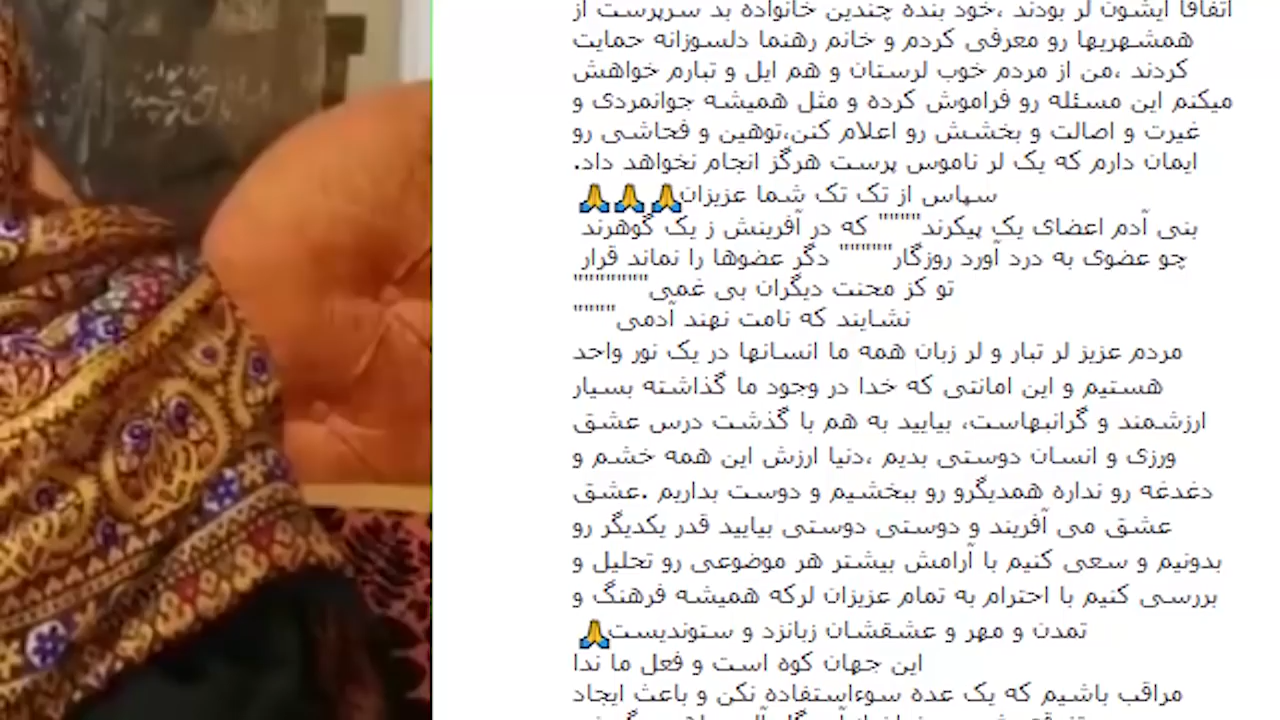 اتفاقا ایشون لر بودند ،خود بنده چندین خانواده بد سرپرست از
همشهریها رو معرفی کردم و خانم رهنما دلسوزانه حمایت
کردند ،من از مردم خوب لرستان و هم ایل و تبارم خواهش
میکنم این مسئله رو فراموش کرده و مثل همیشه جوانمردی و
غیرت و اصالت و بخشش رو اعلام کنن،توهین و فحاشی رو
ایمان دارم که یک لر ناموس پرست هرگز انجام نخواهد داد.
سپاس از تک تک شما عزیزان🙏🙏🙏
بنی آدم اعضای یک پیکرند"""""" که در آفرینش ز یک گوهرند
چو عضوی به درد آورد روزگار"""""" دگر عضوها را نماند قرار
تو کز محنت دیگران بی غمی""""""""
نشایند که نامت نهند آدمی"""""
مردم عزیز لر تبار و لر زبان همه ما انسانها در یک نور واحد
هستیم و این امانتی که خدا در وجود ما گذاشته بسیار
ارزشمند و گرانبهاست، بیایید به هم با گذشت درس عشق
ورزی و انسان دوستی بدیم ،دنیا ارزش این همه خشم و
دغدغه رو نداره همدیگرو رو ببخشیم و دوست بداریم .عشق
عشق می آفریند و دوستی دوستی بیایید قدر یکدیگر رو
بدونیم و سعی کنیم با آرامش بیشتر هر موضوعی رو تحلیل و
بررسی کنیم با احترام به تمام عزیزان لرکه همیشه فرهنگ و
تمدن و مهر و عشقشان زبانزد و ستوندیست🙏
این جهان کوه است و فعل ما ندا
مراقب باشیم که یک عده سوءاستفاده نکن و باعث ایجاد